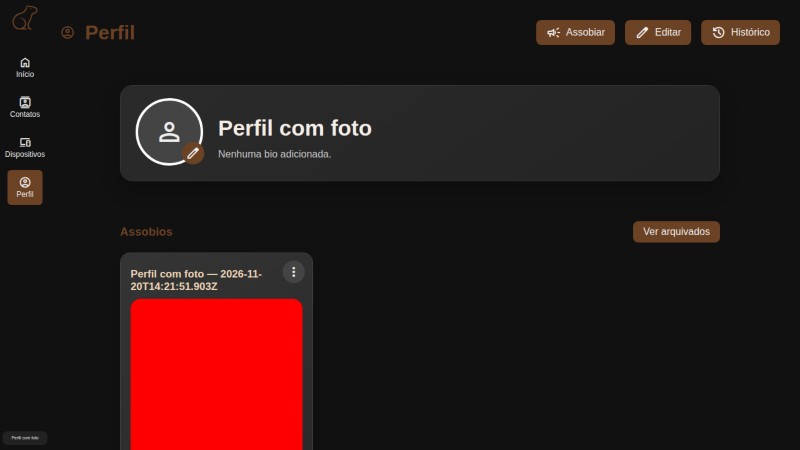 Perfil
Assobiar
Editar
Histórico
Início
Contatos
Dispositivos
Perfil
Perfil com foto
Nenhuma bio adicionada.
Assobios
Ver arquivados
Perfil com foto — 2026-11-
20T14:21:51.903Z
Perfil com foto